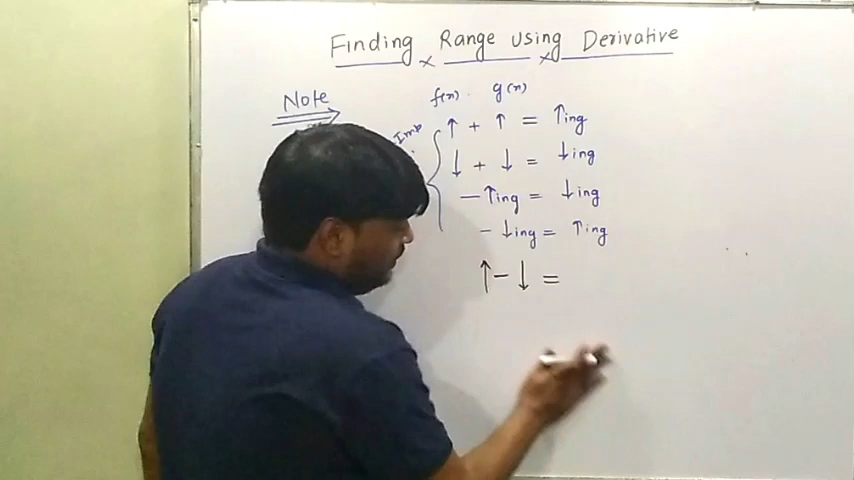 Finding Range using Derivative
Note
f(x). g(x)
Imp
↑ + ↑ = ↑ing
↓ + ↓ = ↓ing
- ↑ing = ↓ing
- ↓ing = ↑ing
↑ - ↓ =